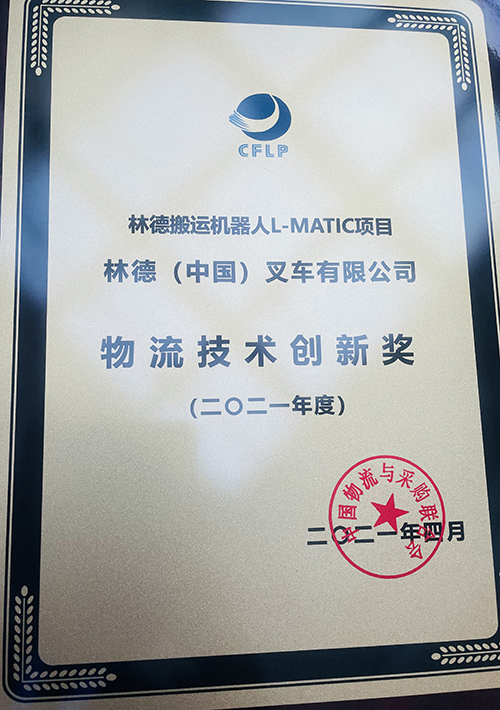 CFLP
林德搬运机器人L-MATIC项目
林德（中国）叉车有限公司
物流技术创新奖
（二〇二一年度）
中国物流与采购联合会
二〇二一年四月